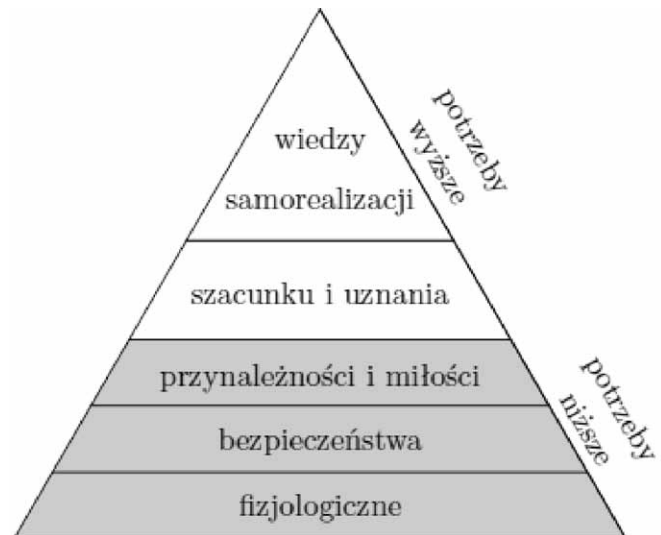 wiedzy
samorealizacji
szacunku i uznania
przynależności i miłości
bezpieczeństwa
fizjologiczne
potrzeby
wyższe
potrzeby
niższe